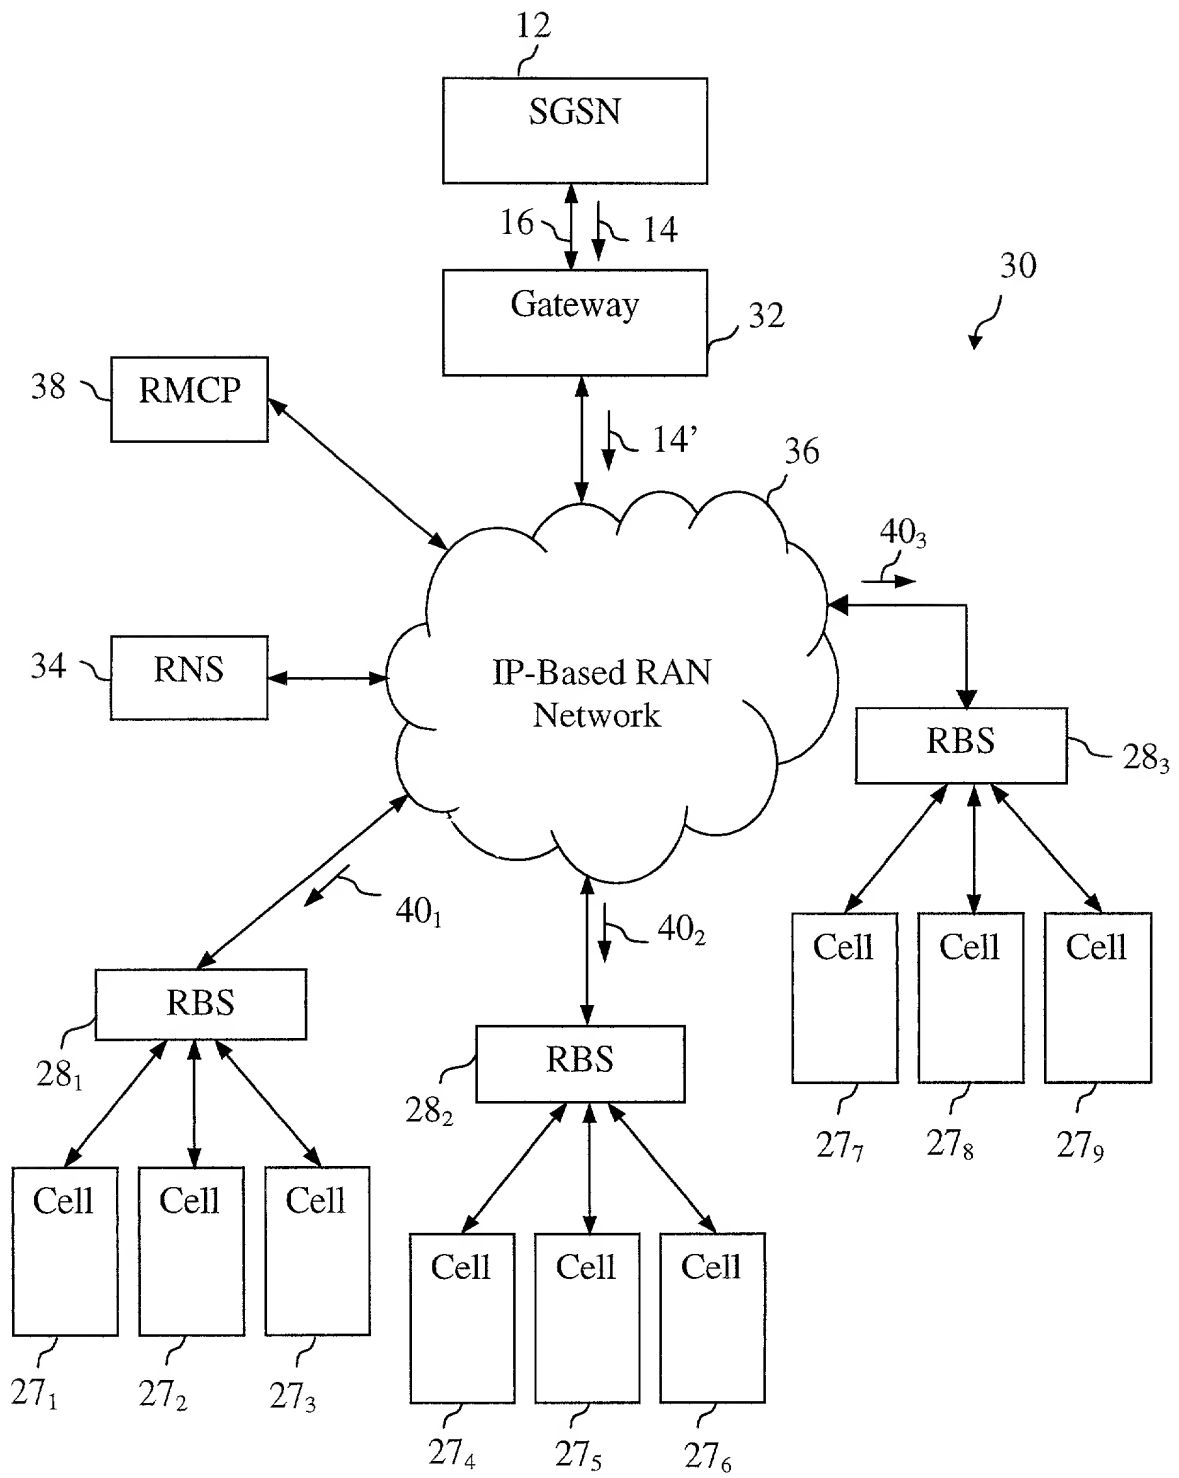 12
SGSN
16
14
30
Gateway
32
38
RMCP
14’
36
40₃
34
RNS
IP-Based RAN
Network
RBS
28₃
40₁
40₂
Cell
Cell
Cell
RBS
28₁
RBS
28₂
27₇
27₈
27₉
Cell
Cell
Cell
Cell
Cell
Cell
27₁
27₂
27₃
27₄
27₅
27₆